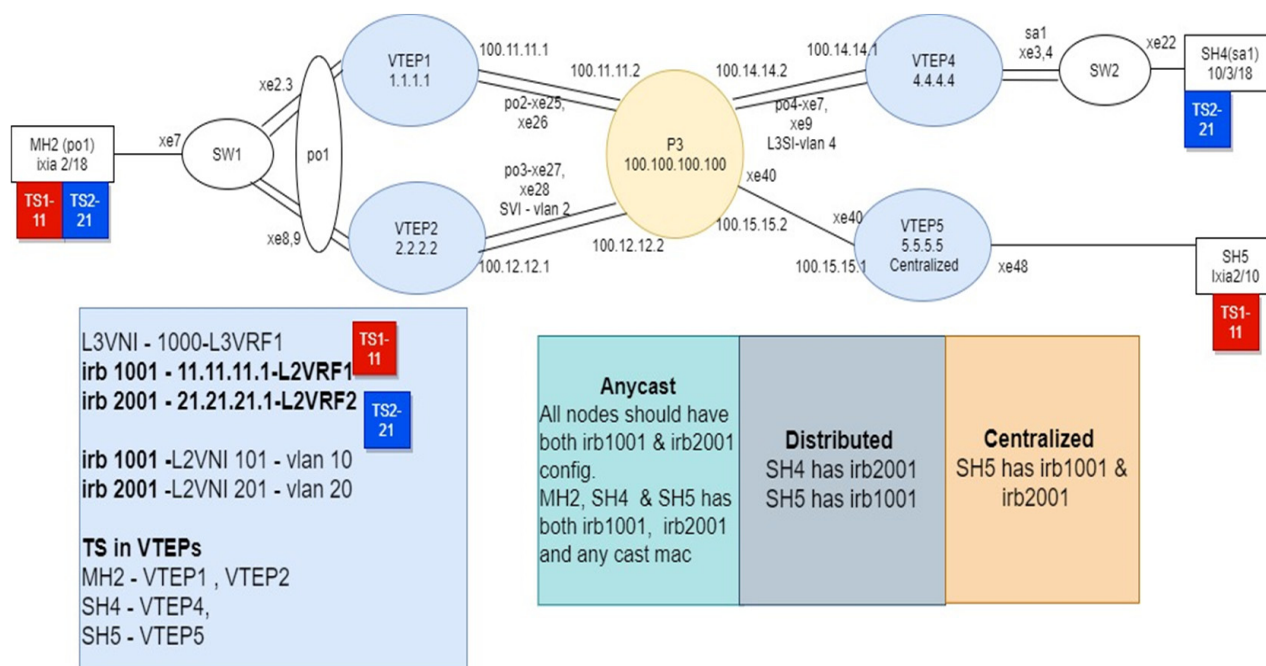 MH2 (po1)
ixia 2/18
TS1-
11
TS2-
21
xe7
SW1
xe2.3
xe8,9
po1
VTEP1
1.1.1.1
VTEP2
2.2.2.2
100.11.11.1
100.11.11.2
po2-xe25,
xe26
po3-xe27,
xe28
SVI - vlan 2
100.12.12.2
100.12.12.1
P3
100.100.100.100
100.14.14.1
100.14.14.2
po4-xe7,
xe9
L3SI-vlan 4
xe40
100.15.15.2
xe40
100.15.15.1
VTEP4
4.4.4.4
VTEP5
5.5.5.5
Centralized
sa1
xe3,4
SW2
xe22
SH4(sa1)
10/3/18
TS2-
21
xe48
SH5
Ixia2/10
TS1-
11
L3VNI - 1000-L3VRF1
irb 1001 - 11.11.11.1-L2VRF1
irb 2001 - 21.21.21.1-L2VRF2
TS1-
11
TS2-
21
irb 1001 -L2VNI 101 - vlan 10
irb 2001 -L2VNI 201 - vlan 20
TS in VTEPs
MH2 - VTEP1 , VTEP2
SH4 - VTEP4,
SH5 - VTEP5
Anycast
All nodes should have
both irb1001 & irb2001
config.
MH2, SH4 & SH5 has
both irb1001, irb2001
and any cast mac
Distributed
SH4 has irb2001
SH5 has irb1001
Centralized
SH5 has irb1001 &
irb2001